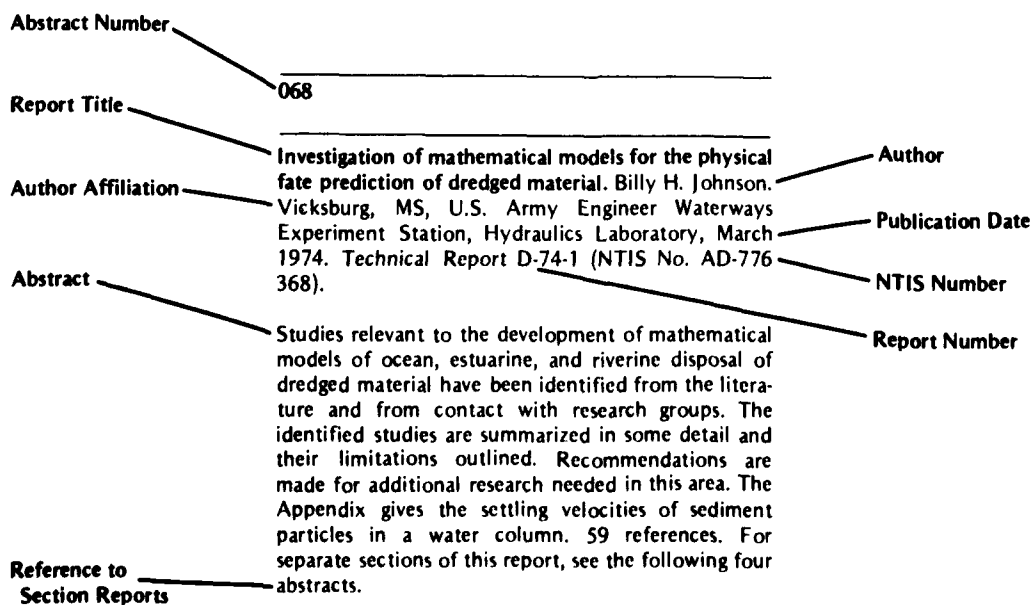 Abstract Number
068
Report Title
Investigation of mathematical models for the physical
fate prediction of dredged material. Billy H. Johnson.
Author
Author Affiliation
Vicksburg, MS, U.S. Army Engineer Waterways
Experiment Station, Hydraulics Laboratory, March
Publication Date
1974. Technical Report D-74-1 (NTIS No. AD-776
368).
NTIS Number
Abstract
Report Number
Studies relevant to the development of mathematical
models of ocean, estuarine, and riverine disposal of
dredged material have been identified from the litera-
ture and from contact with research groups. The
identified studies are summarized in some detail and
their limitations outlined. Recommendations are
made for additional research needed in this area. The
Appendix gives the settling velocities of sediment
particles in a water column. 59 references. For
separate sections of this report, see the following four
abstracts.
Reference to
Section Reports